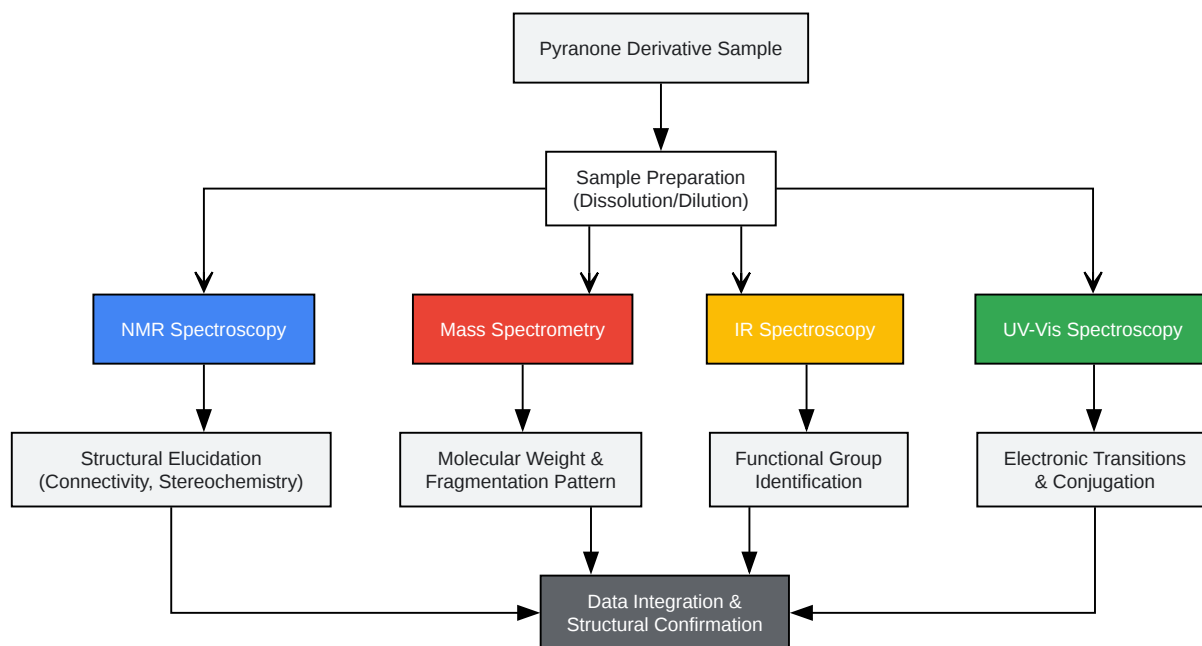 Pyranone Derivative Sample
Sample Preparation
(Dissolution/Dilution)
NMR Spectroscopy
Mass Spectrometry
IR Spectroscopy
UV-Vis Spectroscopy
Structural Elucidation
(Connectivity, Stereochemistry)
Molecular Weight &
Fragmentation Pattern
Functional Group
Identification
Electronic Transitions
& Conjugation
Data Integration &
Structural Confirmation